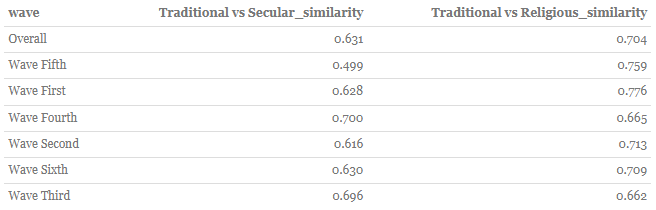 wave Traditional vs Secular_similarity Traditional vs Religious_similarity
Overall 0.631 0.704
Wave Fifth 0.499 0.759
Wave First 0.628 0.776
Wave Fourth 0.700 0.665
Wave Second 0.616 0.713
Wave Sixth 0.630 0.709
Wave Third 0.696 0.662